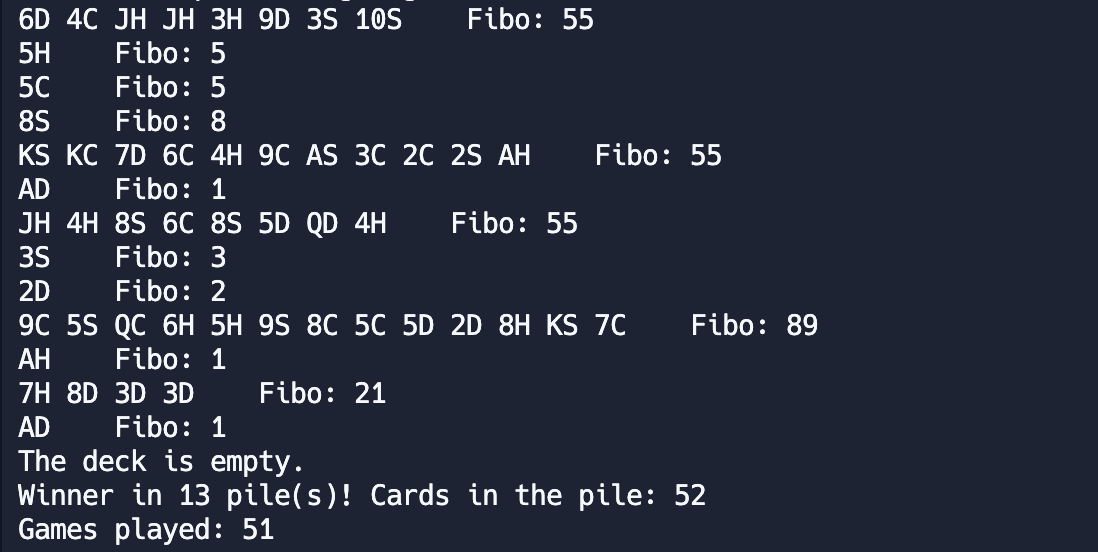 6D 4C JH JH 3H 9D 3S 10S    Fibo: 55
5H    Fibo: 5
5C    Fibo: 5
8S    Fibo: 8
KS KC 7D 6C 4H 9C AS 3C 2C 2S AH    Fibo: 55
AD    Fibo: 1
JH 4H 8S 6C 8S 5D QD 4H    Fibo: 55
3S    Fibo: 3
2D    Fibo: 2
9C 5S QC 6H 5H 9S 8C 5C 5D 2D 8H KS 7C    Fibo: 89
AH    Fibo: 1
7H 8D 3D 3D    Fibo: 21
AD    Fibo: 1
The deck is empty.
Winner in 13 pile(s)! Cards in the pile: 52
Games played: 51